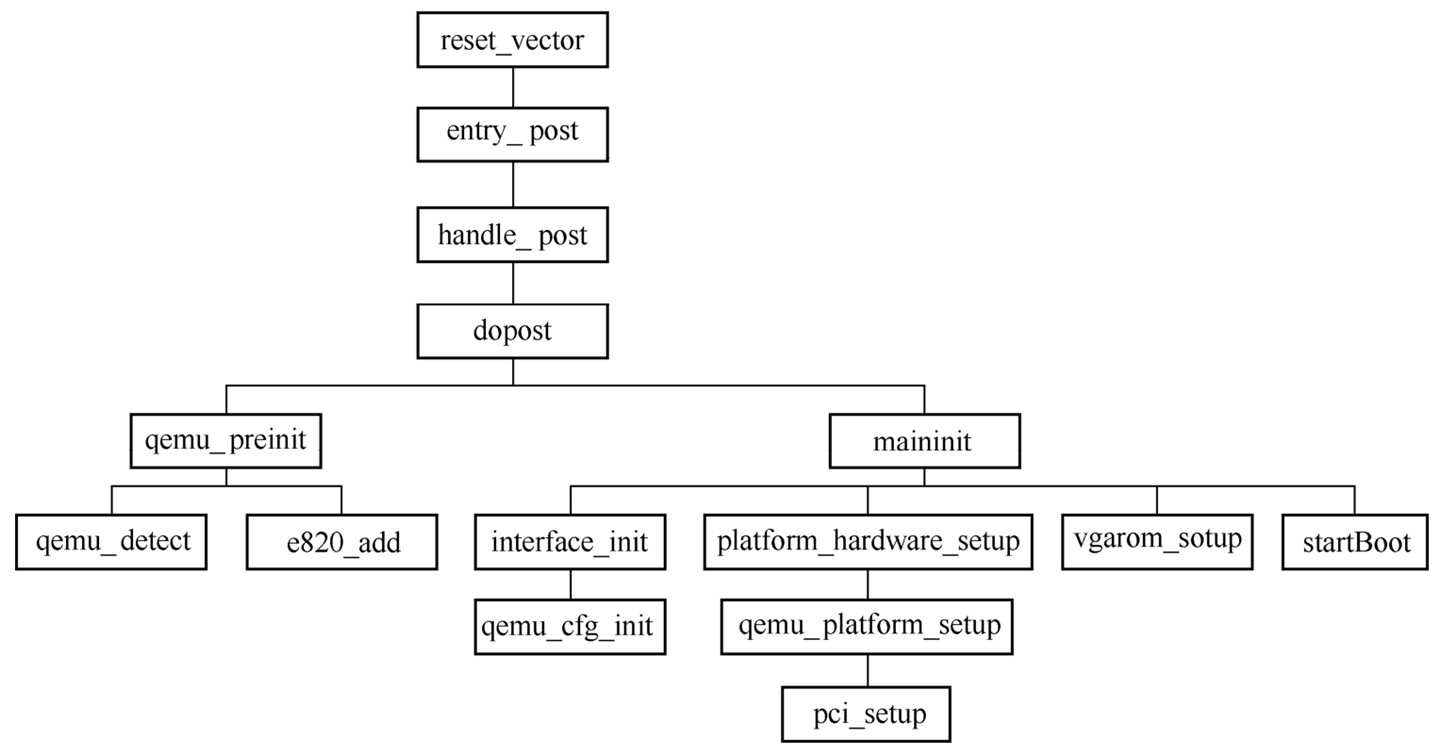 reset_vector
entry_ post
handle_ post
dopost
qemu_ preinit
maininit
qemu_ detect
e820_add
interface_init
platform_hardware_setup
vgarom_sotup
startBoot
qemu_cfg_init
qemu_platform_setup
pci_setup